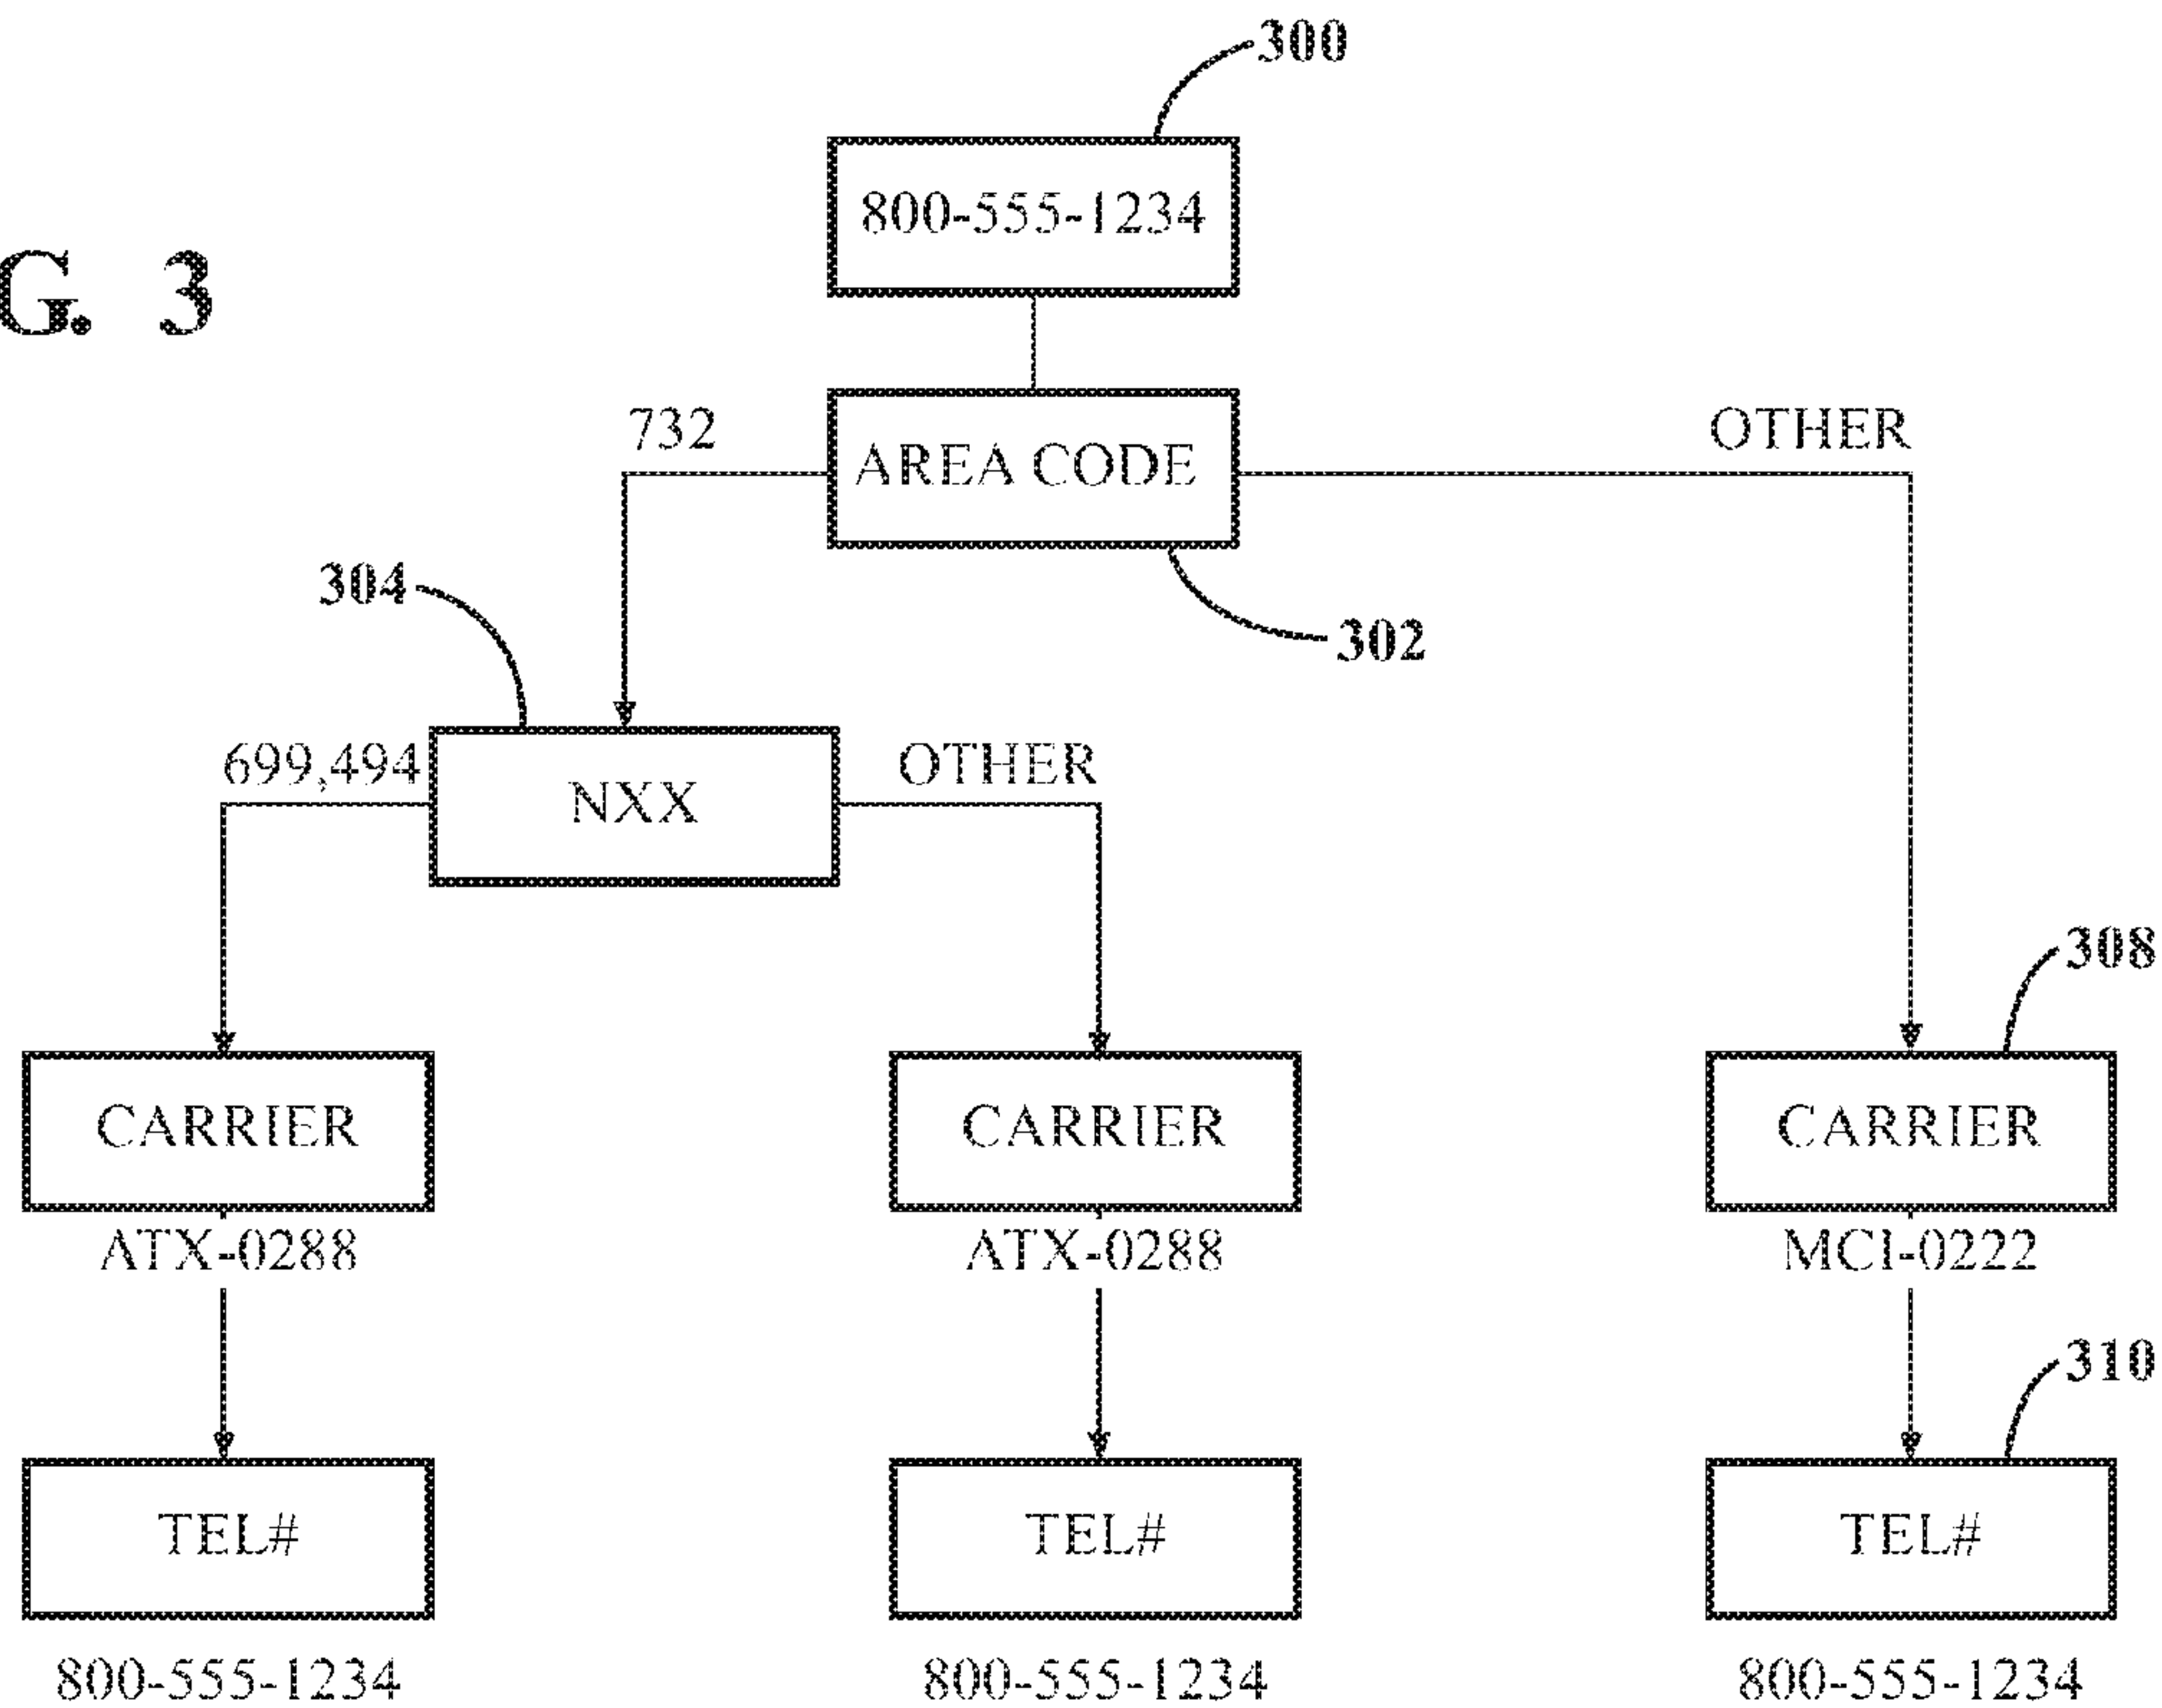 300
800-555-1234
G. 3
732
AREA CODE
OTHER
304
302
699,494
NXX
OTHER
308
CARRIER
CARRIER
CARRIER
ATX-0288
ATX-0288
MCI-0222
310
TEL#
TEL#
TEL#
800-555-1234
800-555-1234
800-555-1234